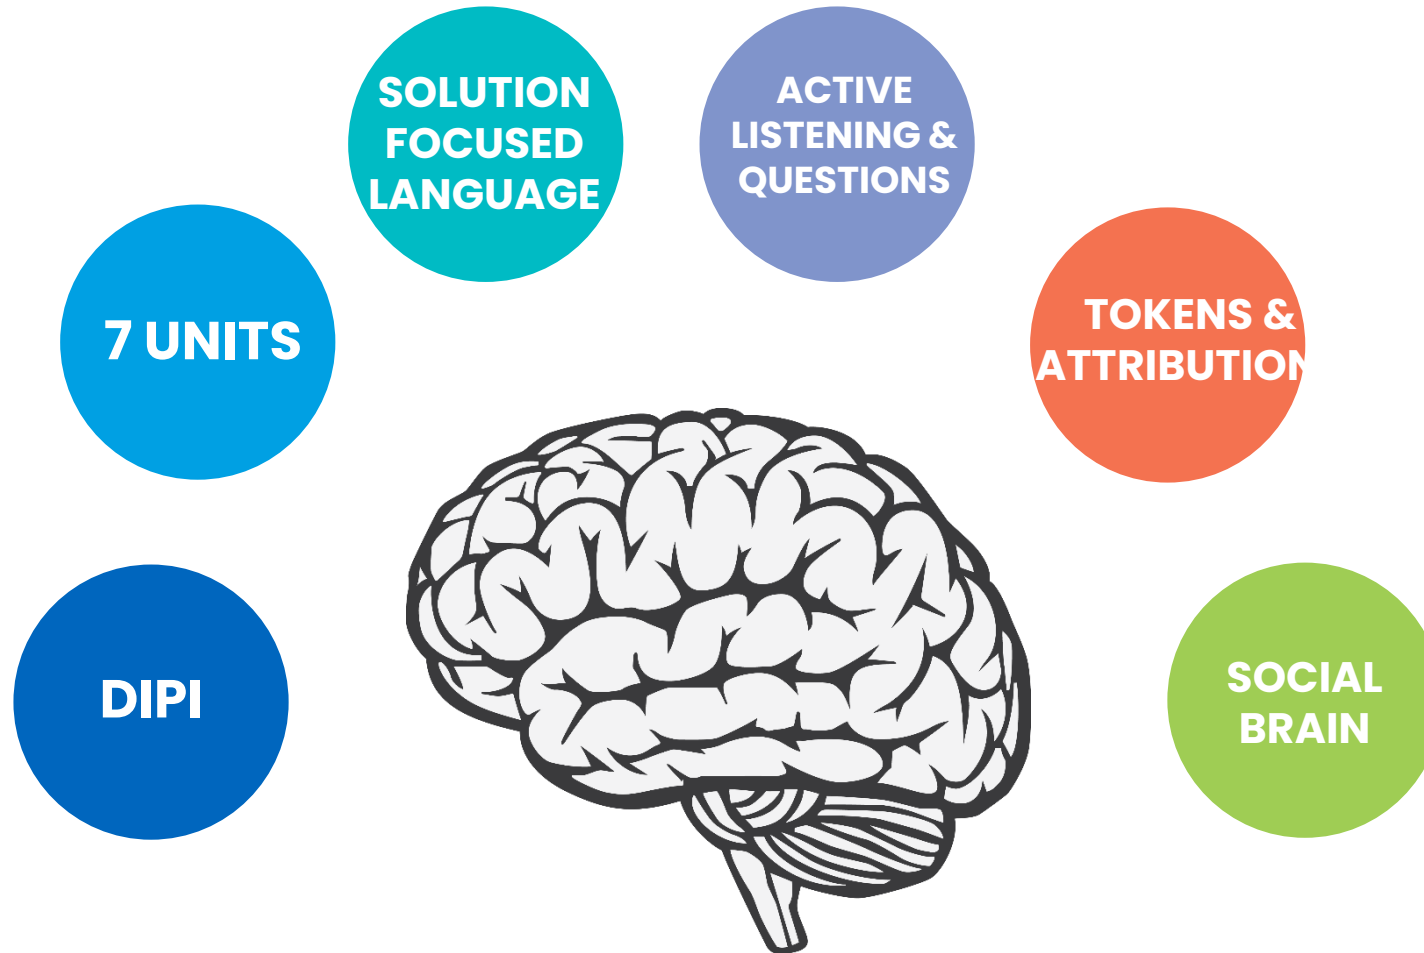 SOLUTION
FOCUSED
LANGUAGE
ACTIVE
LISTENING &
QUESTIONS
7 UNITS
TOKENS &
ATTRIBUTION
DIPI
SOCIAL
BRAIN